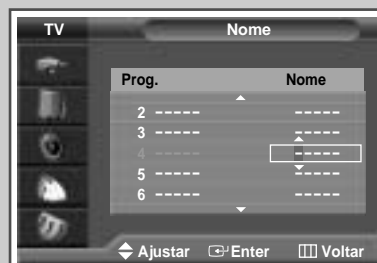 TV Nome
Prog. Nome
2 ----- -----
3 ----- -----
4 ----- -----
5 ----- -----
6 ----- -----
Ajustar Enter Voltar